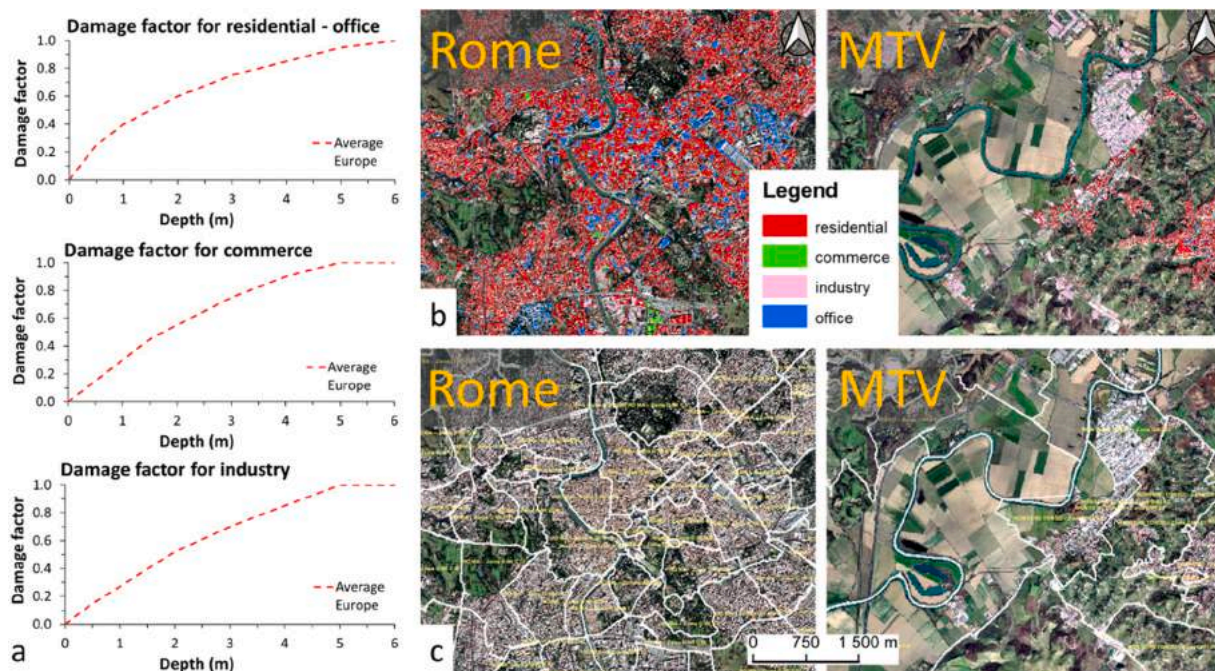 Damage factor for residential - office
1.0
0.8
0.6
0.4
0.2
0.0
Damage factor
0 1 2 3 4 5 6
Depth (m)
Average
Europe
Damage factor for commerce
1.0
0.8
0.6
0.4
0.2
0.0
Damage factor
0 1 2 3 4 5 6
Depth (m)
Average
Europe
Damage factor for industry
1.0
0.8
0.6
0.4
0.2
0.0
Damage factor
0 1 2 3 4 5 6
Depth (m)
Average
Europe
a
Rome
MTV
Legend
residential
commerce
industry
office
b
Rome
MTV
0 750 1 500 m
c